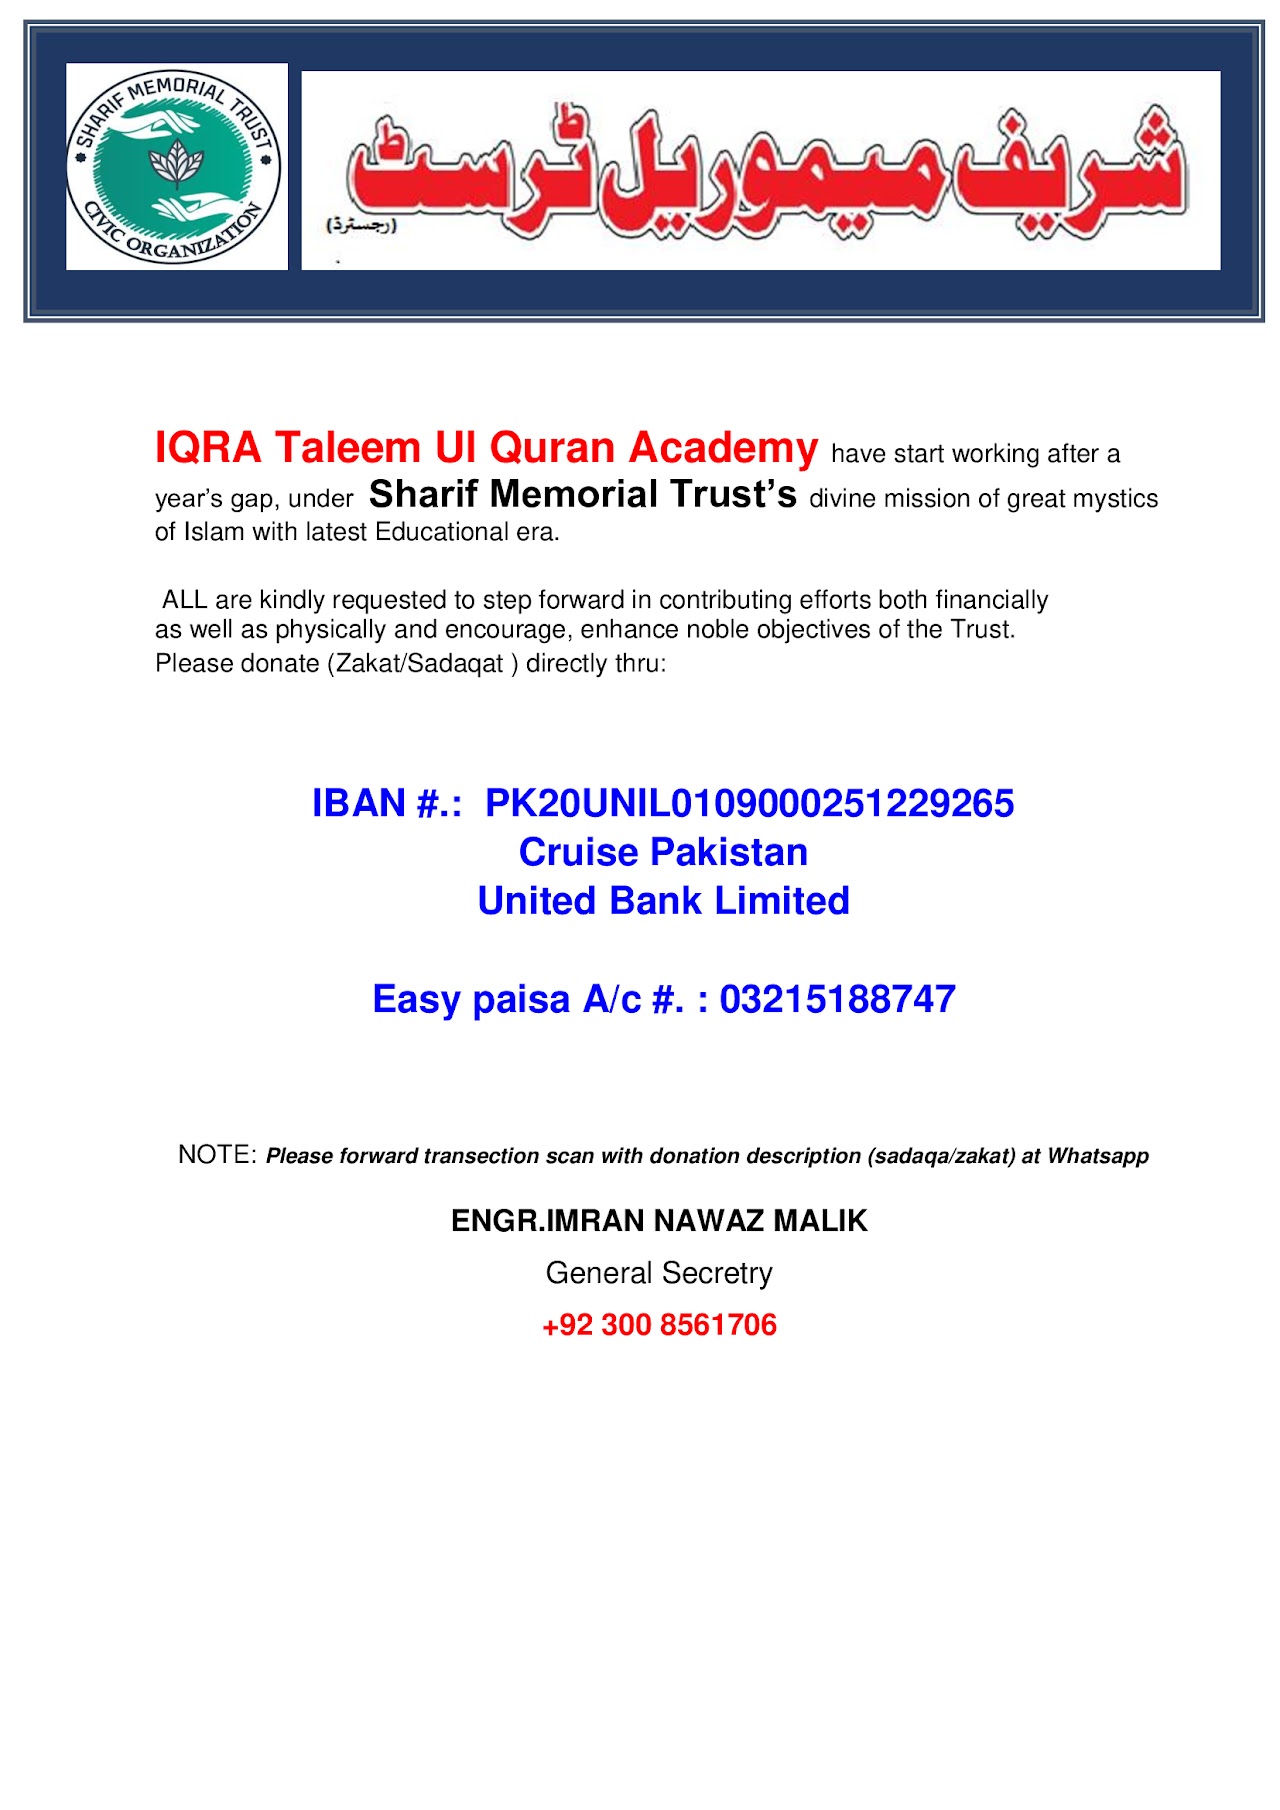 SHARIF MEMORIAL TRUST
CIVIC ORGANIZATION
شریف میموریل ٹرسٹ
(رجسٹرڈ)
IQRA Taleem Ul Quran Academy have start working after a
year’s gap, under Sharif Memorial Trust’s divine mission of great mystics
of Islam with latest Educational era.
ALL are kindly requested to step forward in contributing efforts both financially
as well as physically and encourage, enhance noble objectives of the Trust.
Please donate (Zakat/Sadaqat ) directly thru:
IBAN #.: PK20UNIL0109000251229265
Cruise Pakistan
United Bank Limited
Easy paisa A/c #. : 03215188747
NOTE: Please forward transection scan with donation description (sadaqa/zakat) at Whatsapp
ENGR.IMRAN NAWAZ MALIK
General Secretry
+92 300 8561706